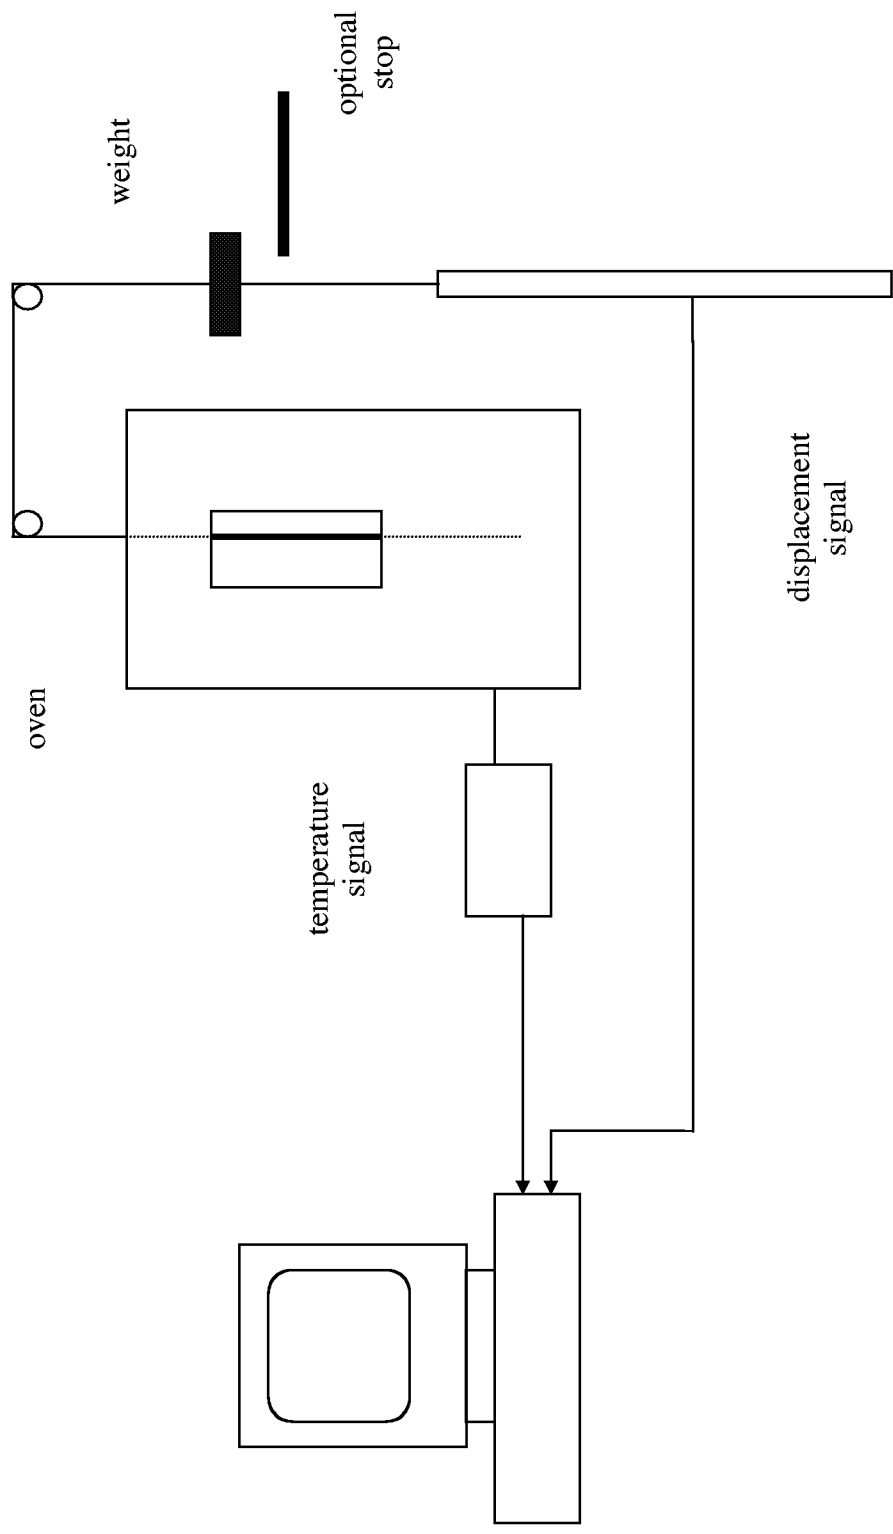 weight
optional
stop
oven
temperature
signal
displacement
signal